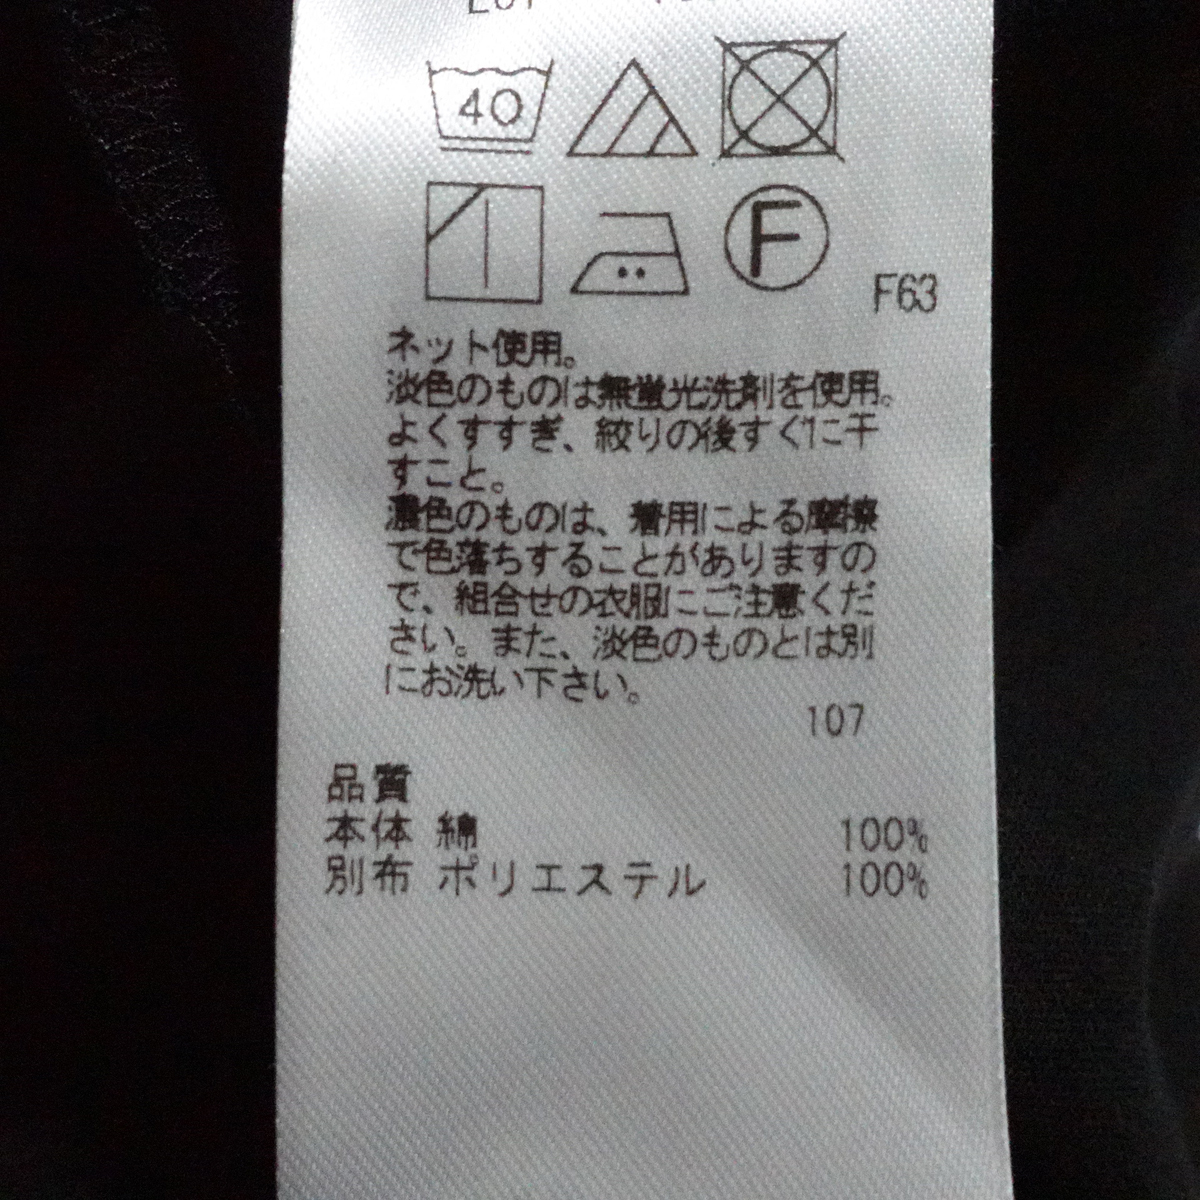 40
F
F63
ネット使用。
淡色のものは無蛍光洗剤を使用。
よくすすぎ、絞りの後すぐに干
すこと。
濃色のものは、着用による摩擦
で色落ちすることがありますの
で、組合せの衣服にご注意くだ
さい。また、淡色のものとは別
にお洗い下さい。
107
品質
本体 綿 100%
別布 ポリエステル 100%